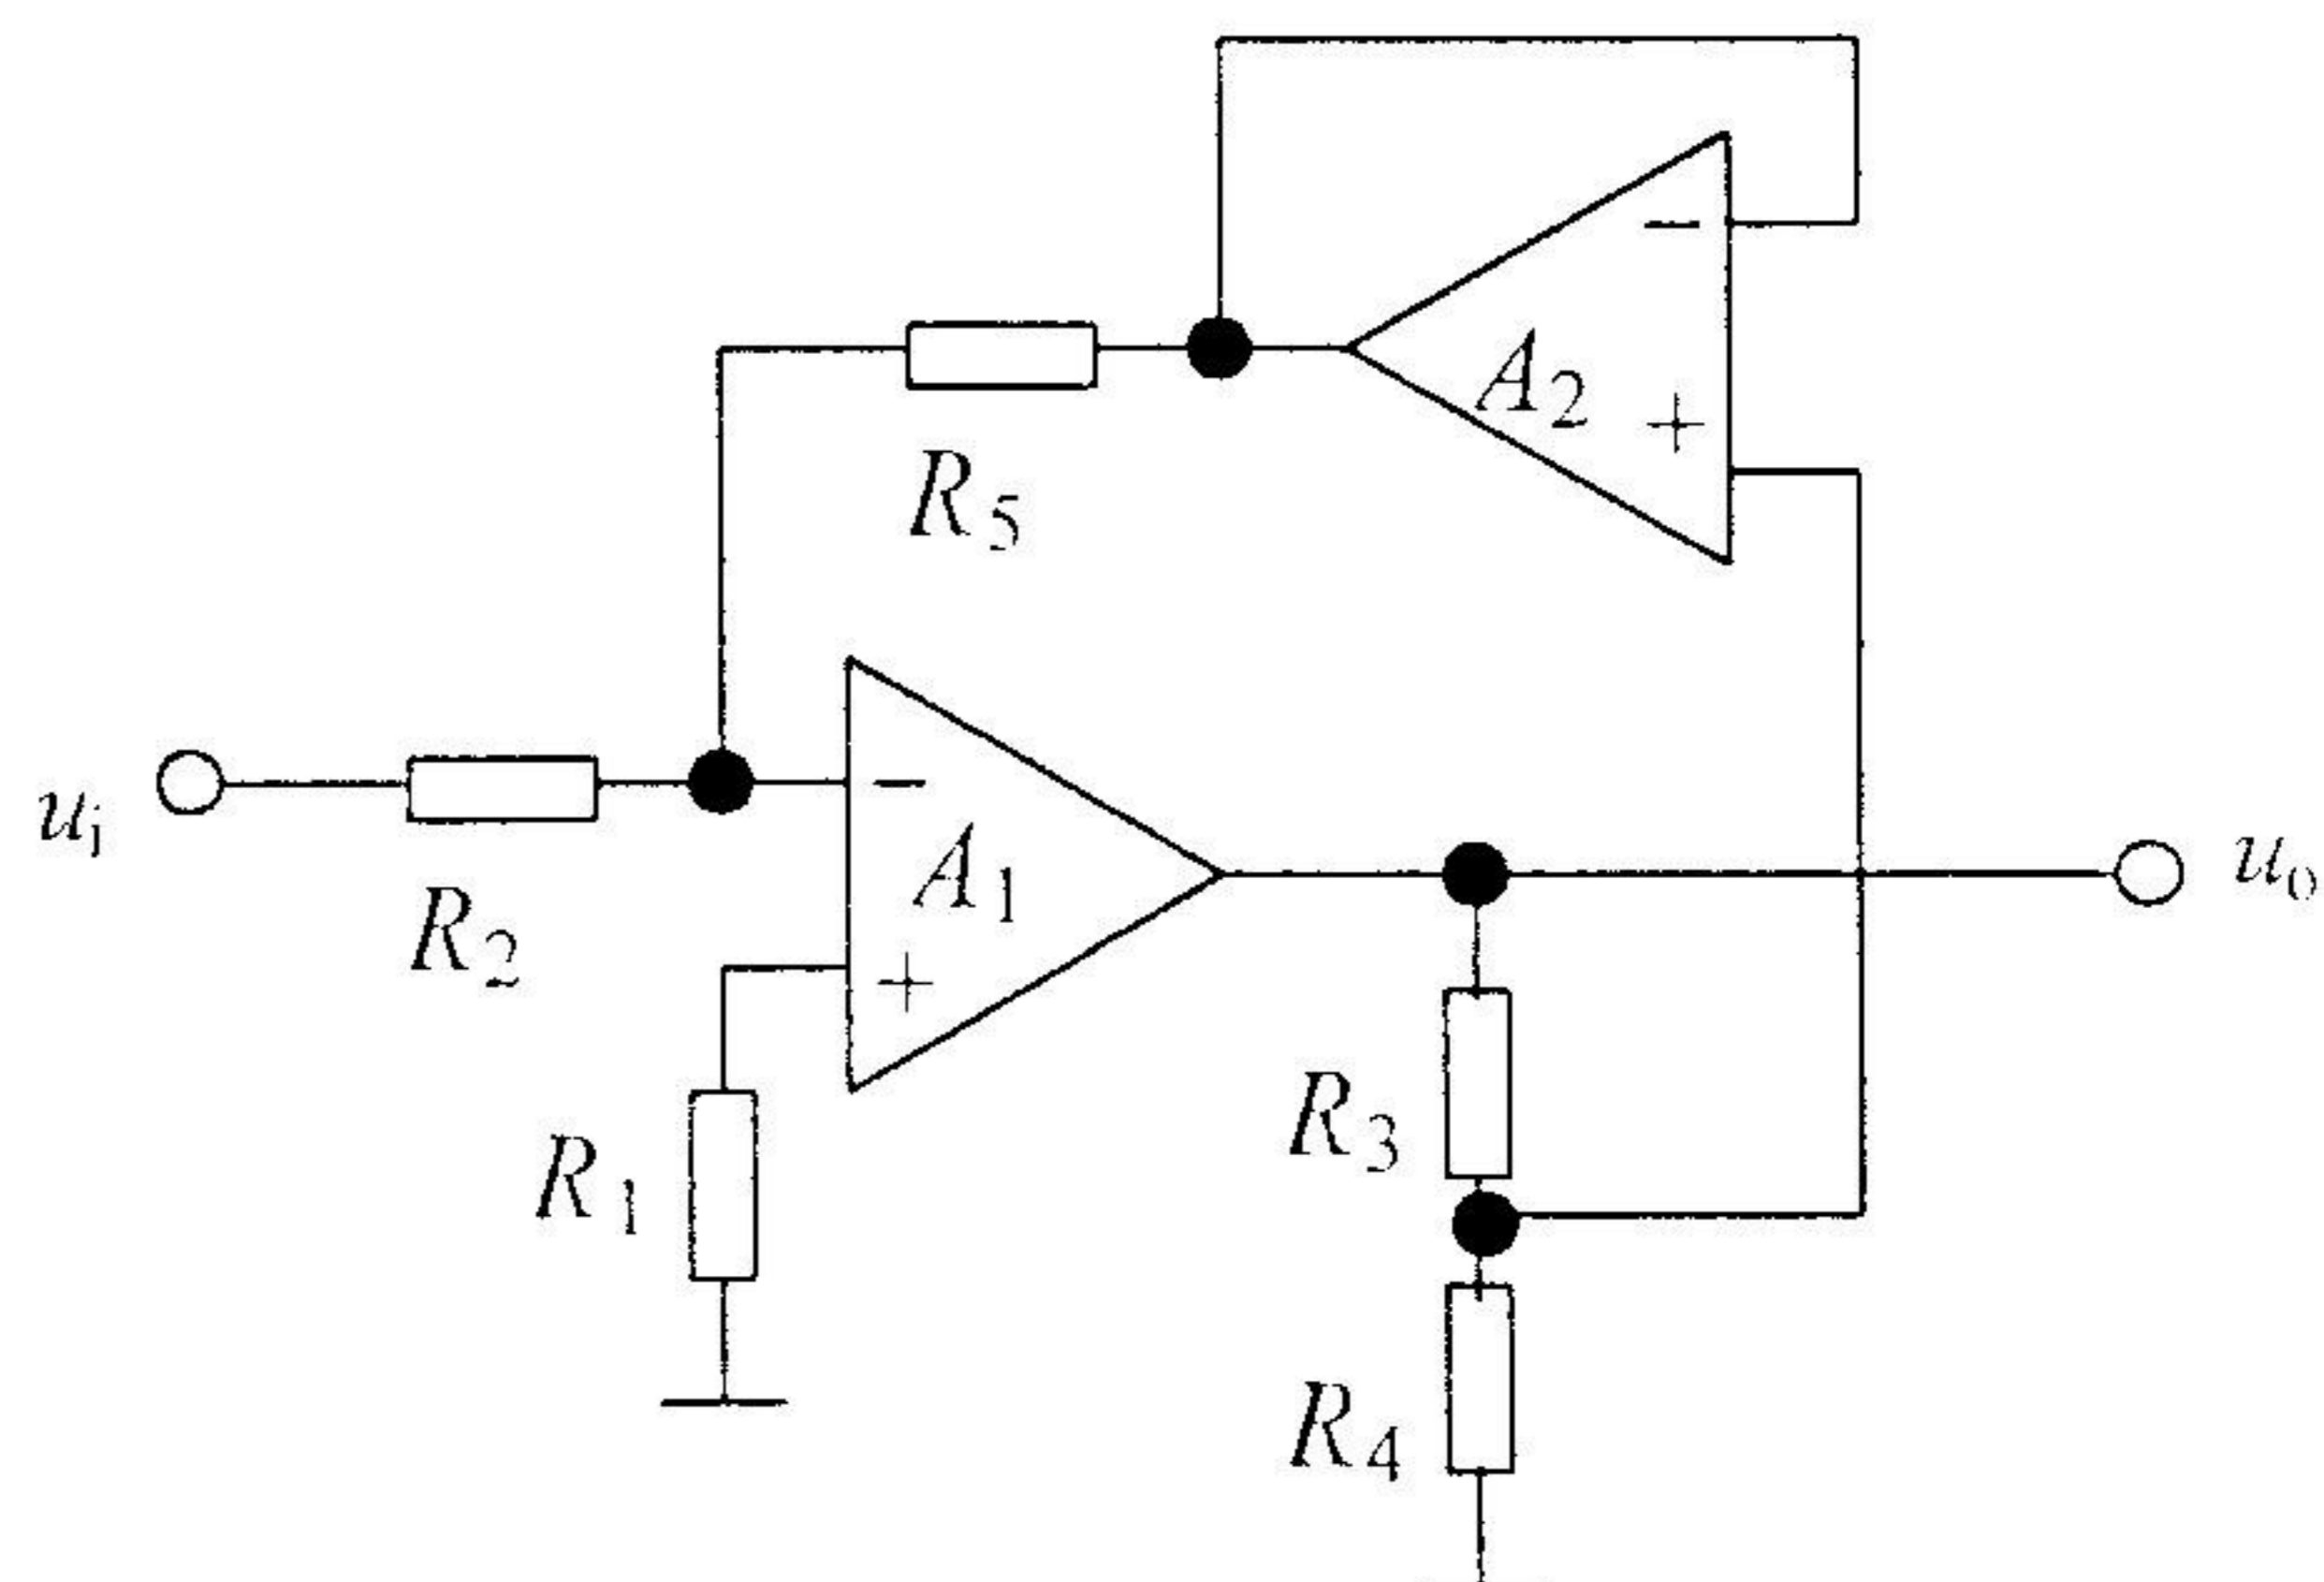 −
A₂
+
R₅
uᵢ
−
A₁
uₒ
R₂
+
R₃
R₁
R₄